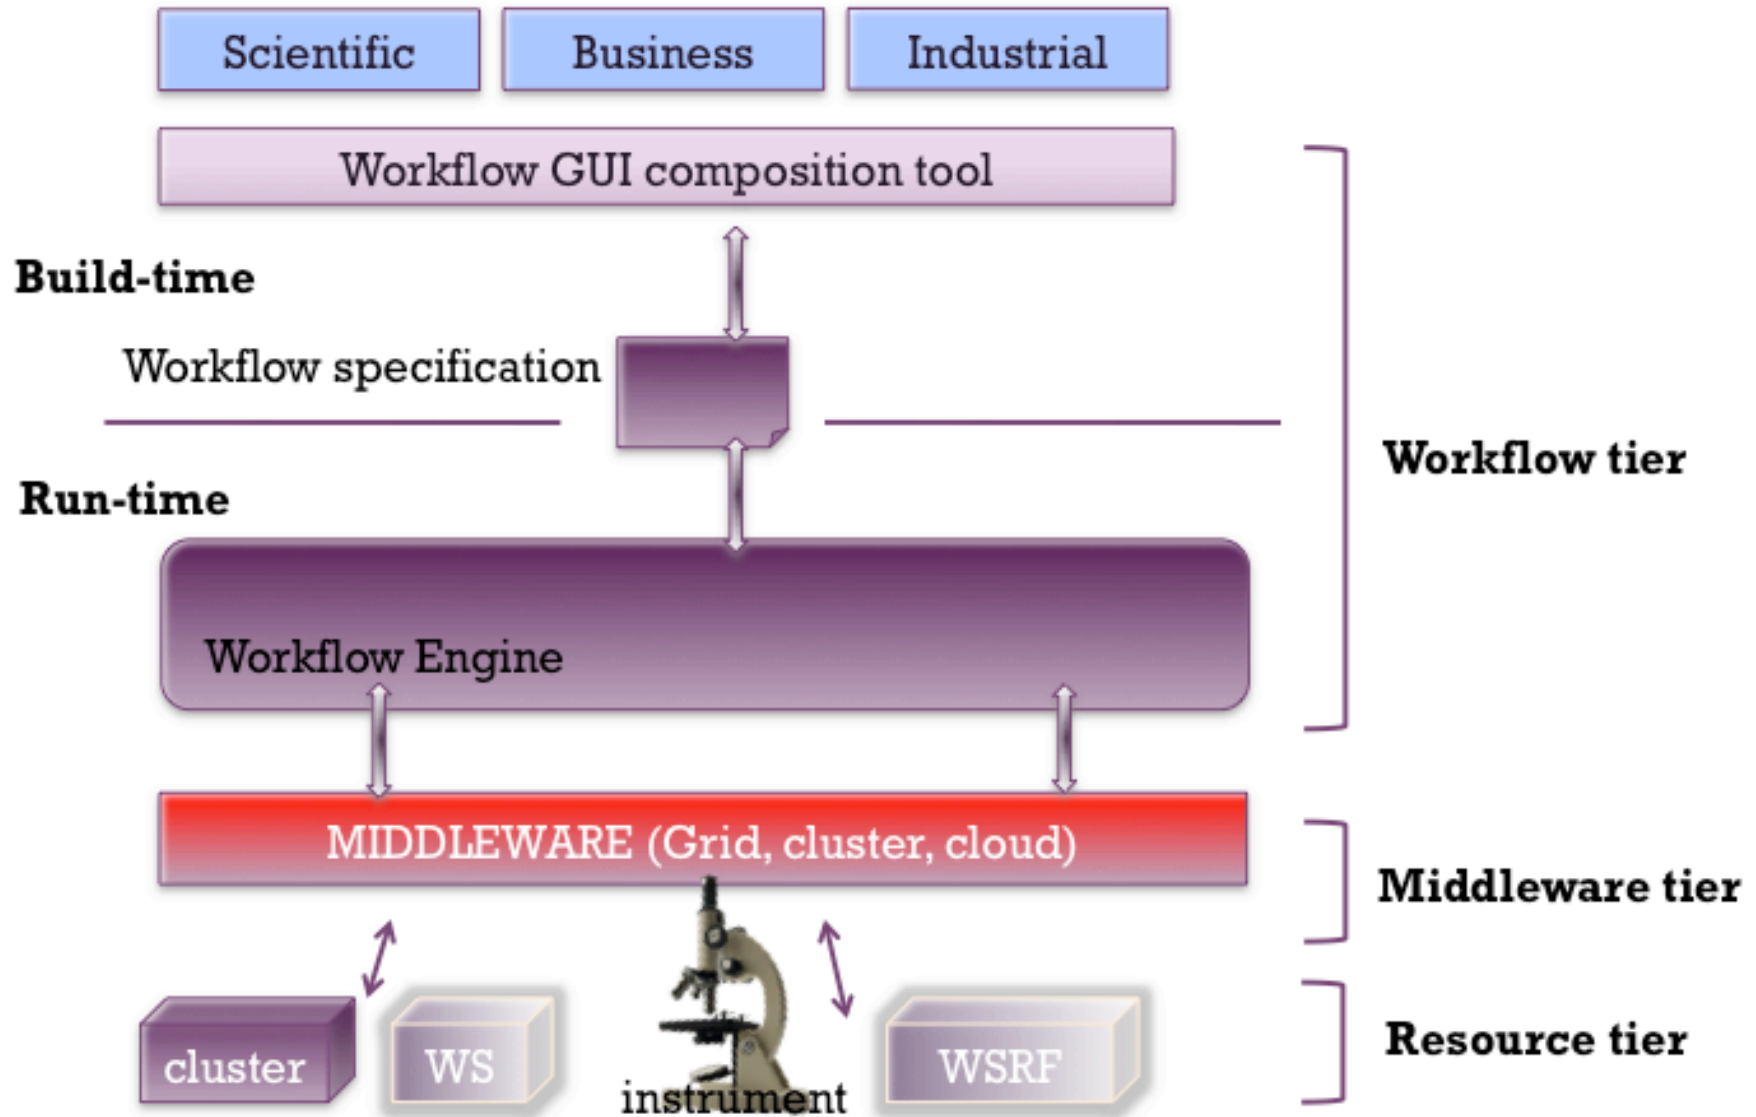 Scientific
Business
Industrial
Workflow GUI composition tool
Build-time
Workflow specification
Workflow tier
Run-time
Workflow Engine
MIDDLEWARE (Grid, cluster, cloud)
Middleware tier
cluster
WS
instrument
WSRF
Resource tier